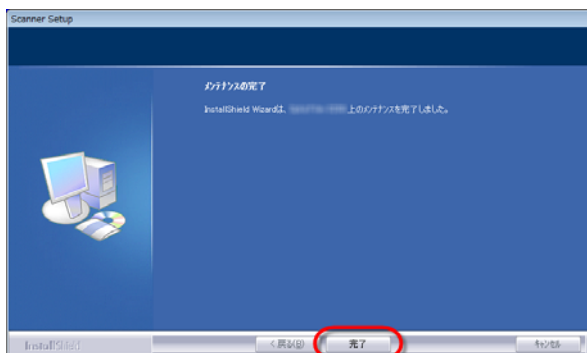 Scanner Setup
メンテナンスの完了
InstallShield Wizardは、 上のメンテナンスを完了しました。
InstallShield
< 戻る(B)
完了
キャンセル